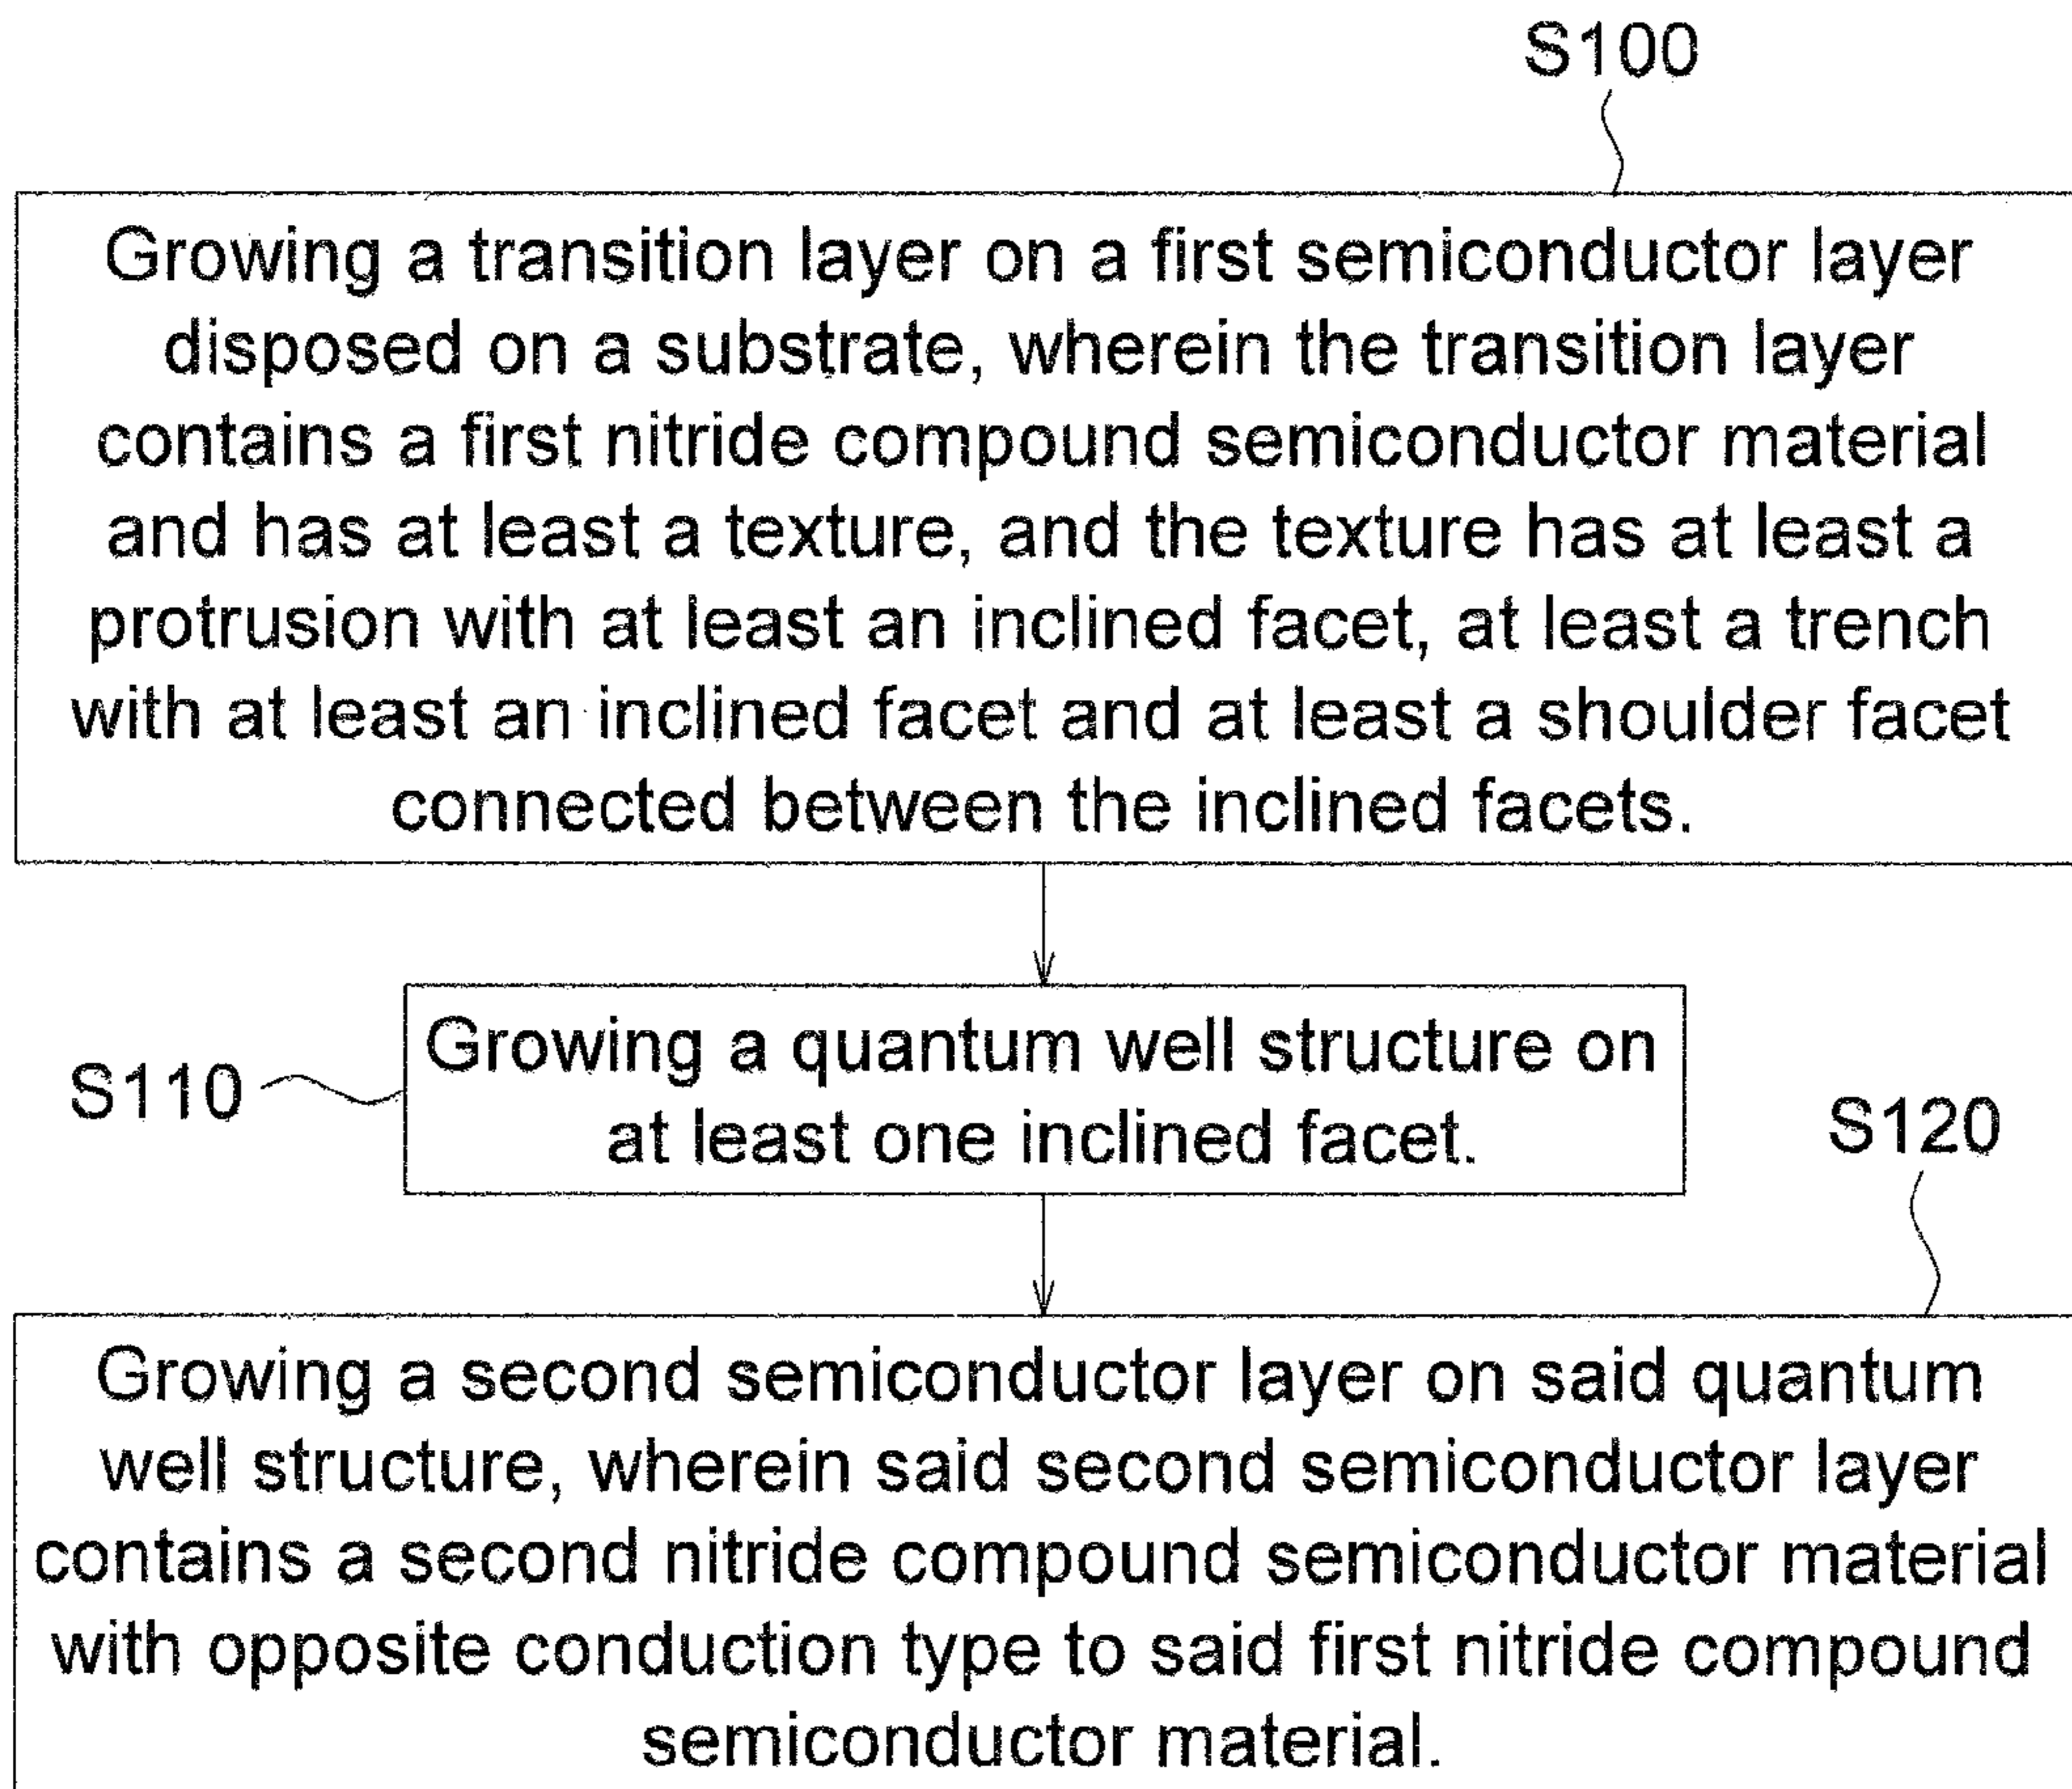 S100
Growing a transition layer on a first semiconductor layer
disposed on a substrate, wherein the transition layer
contains a first nitride compound semiconductor material
and has at least a texture, and the texture has at least a
protrusion with at least an inclined facet, at least a trench
with at least an inclined facet and at least a shoulder facet
connected between the inclined facets.
S110
Growing a quantum well structure on
at least one inclined facet.
S120
Growing a second semiconductor layer on said quantum
well structure, wherein said second semiconductor layer
contains a second nitride compound semiconductor material
with opposite conduction type to said first nitride compound
semiconductor material.